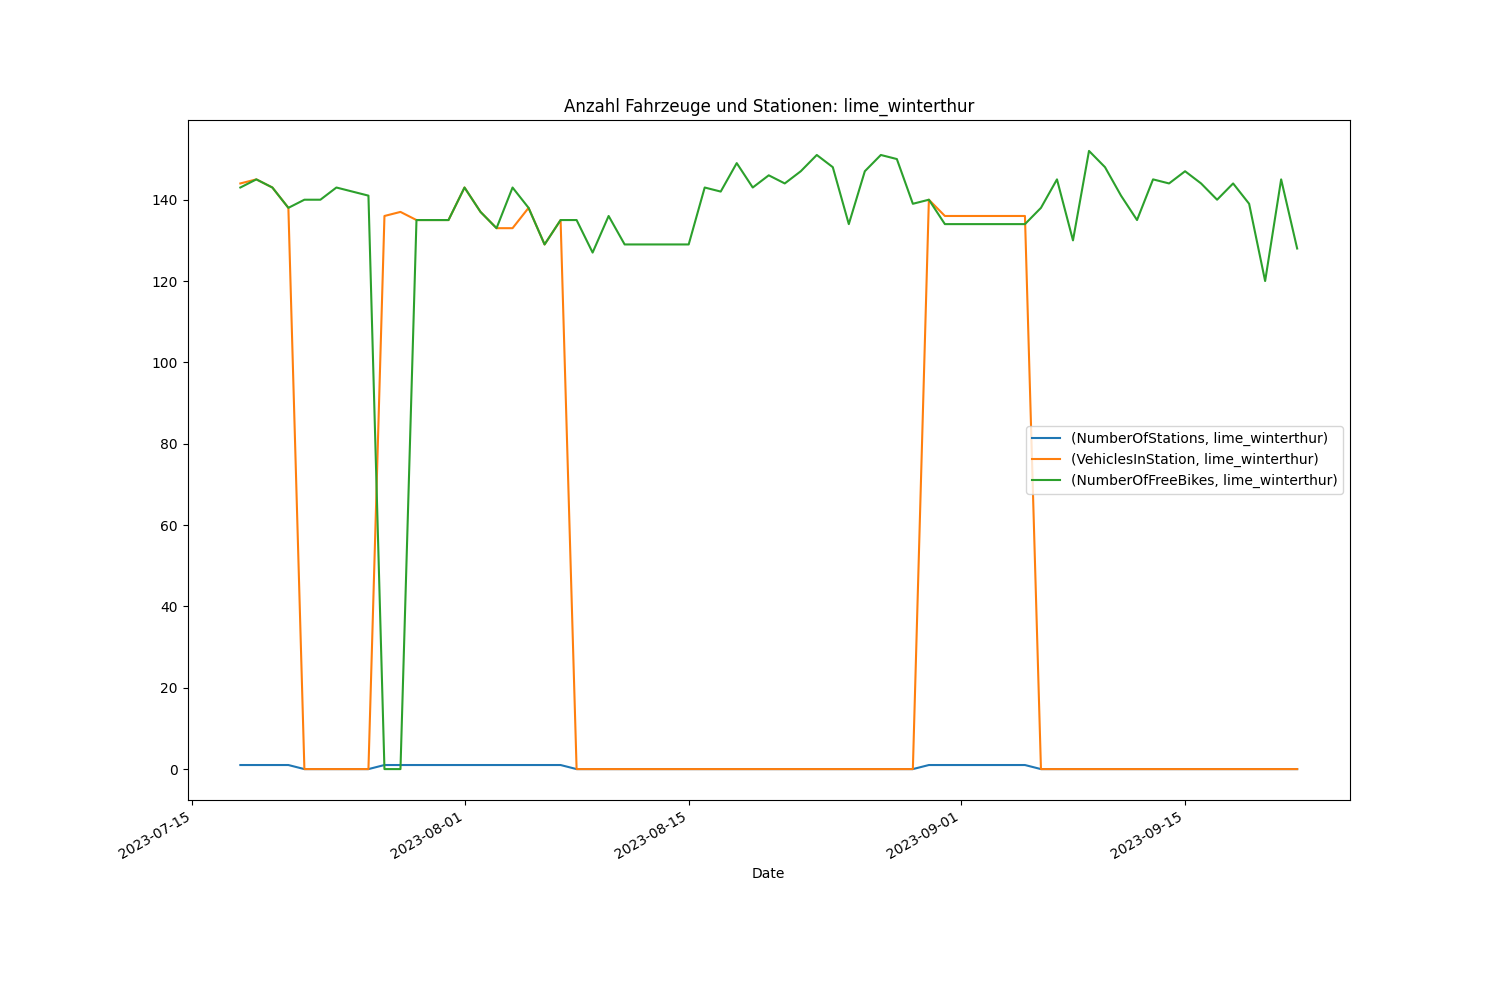 Anzahl Fahrzeuge und Stationen: lime_winterthur
140
120
100
80
60
40
20
0
(NumberOfStations, lime_winterthur)
(VehiclesInStation, lime_winterthur)
(NumberOfFreeBikes, lime_winterthur)
2023-07-15
2023-08-01
2023-08-15
2023-09-01
2023-09-15
Date